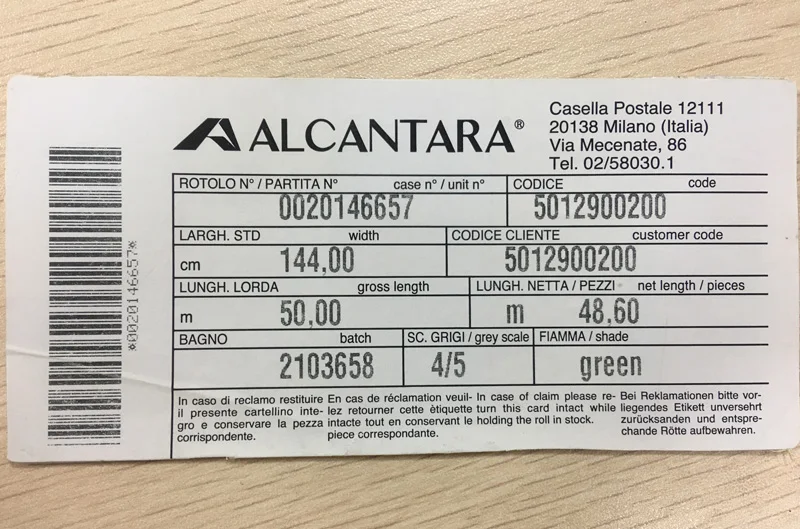 ALCANTARA®
Casella Postale 12111
20138 Milano (Italia)
Via Mecenate, 86
Tel. 02/58030.1
ROTOLO N° / PARTITA N° case n° / unit n°
0020146657
CODICE code
5012900200
LARGH. STD width
cm 144,00
CODICE CLIENTE customer code
5012900200
LUNGH. LORDA gross length
m 50,00
LUNGH. NETTA / PEZZI net length / pieces
m 48,60
BAGNO batch
2103658
SC. GRIGI / grey scale
4/5
FIAMMA / shade
green
In caso di reclamo restituire
il presente cartellino inte-
gro e conservare la pezza
corrispondente.
En cas de réclamation veuil-
lez retourner cette ètiquette
intacte tout en conservant le
piece correspondante.
In case of claim please re-
turn this card intact while
holding the roll in stock.
Bei Reklamationen bitte vor-
liegendes Etikett unversehrt
zurücksanden und entspre-
chande Rötte aufbewahren.
*0020146657*